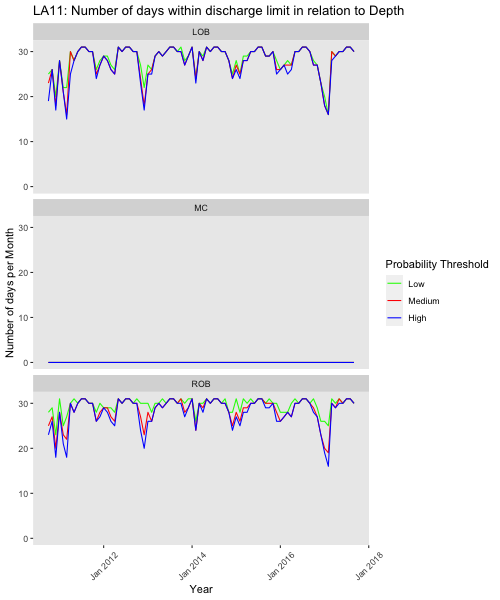 LA11: Number of days within discharge limit in relation to Depth
LOB
30
20
10
0
MC
30
20
10
0
ROB
30
20
10
0
Number of days per Month
Jan 2012
Jan 2014
Jan 2016
Jan 2018
Year
Probability Threshold
Low
Medium
High